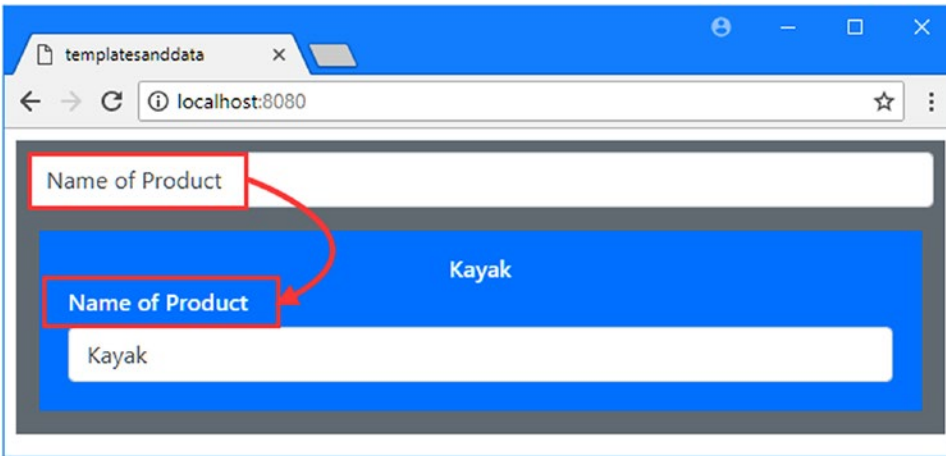 templatesanddata
localhost:8080
Name of Product
Kayak
Name of Product
Kayak